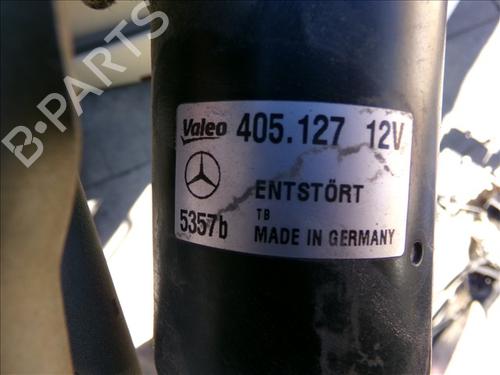 B-PARTS
Valeo 405.127 12V
ENTSTÖRT
5357b TB
MADE IN GERMANY